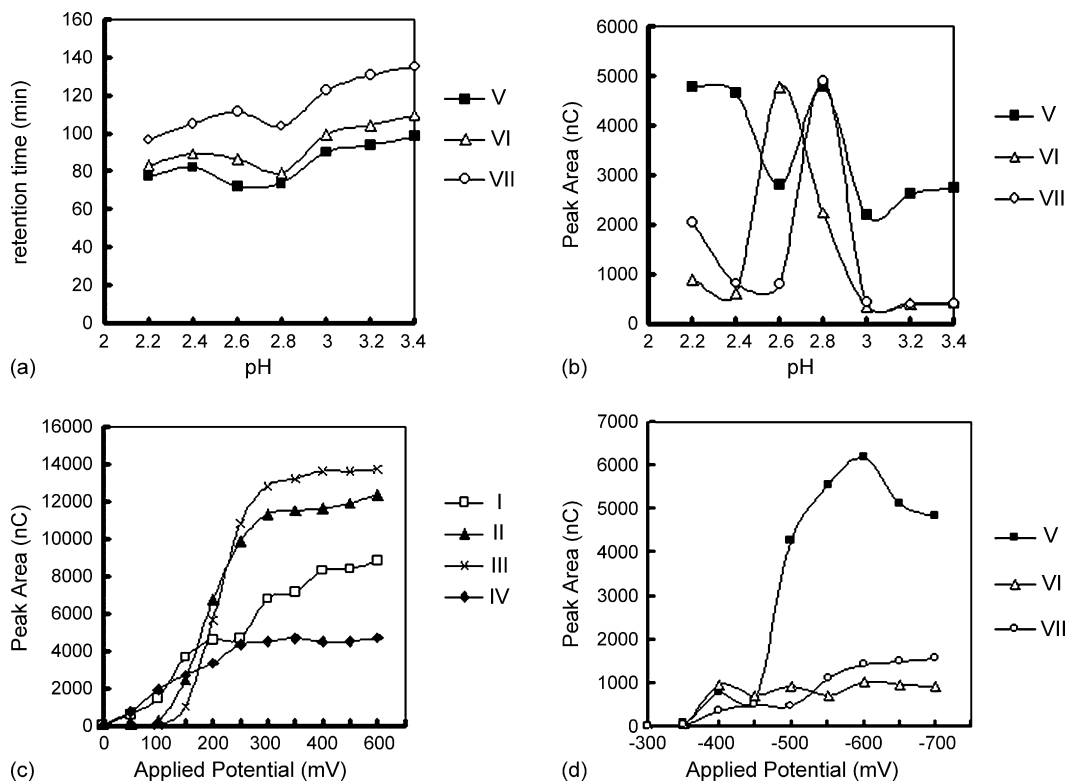 160
140
120
100
80
60
40
20
0
retention time (min)
2 2.2 2.4 2.6 2.8 3 3.2 3.4
pH
V
VI
VII
(a)
6000
5000
4000
3000
2000
1000
0
Peak Area (nC)
2 2.2 2.4 2.6 2.8 3 3.2 3.4
pH
V
VI
VII
(b)
16000
14000
12000
10000
8000
6000
4000
2000
0
Peak Area (nC)
0 100 200 300 400 500 600
Applied Potential (mV)
I
II
III
IV
(c)
7000
6000
5000
4000
3000
2000
1000
0
Peak Area (nC)
-300 -400 -500 -600 -700
Applied Potential (mV)
V
VI
VII
(d)